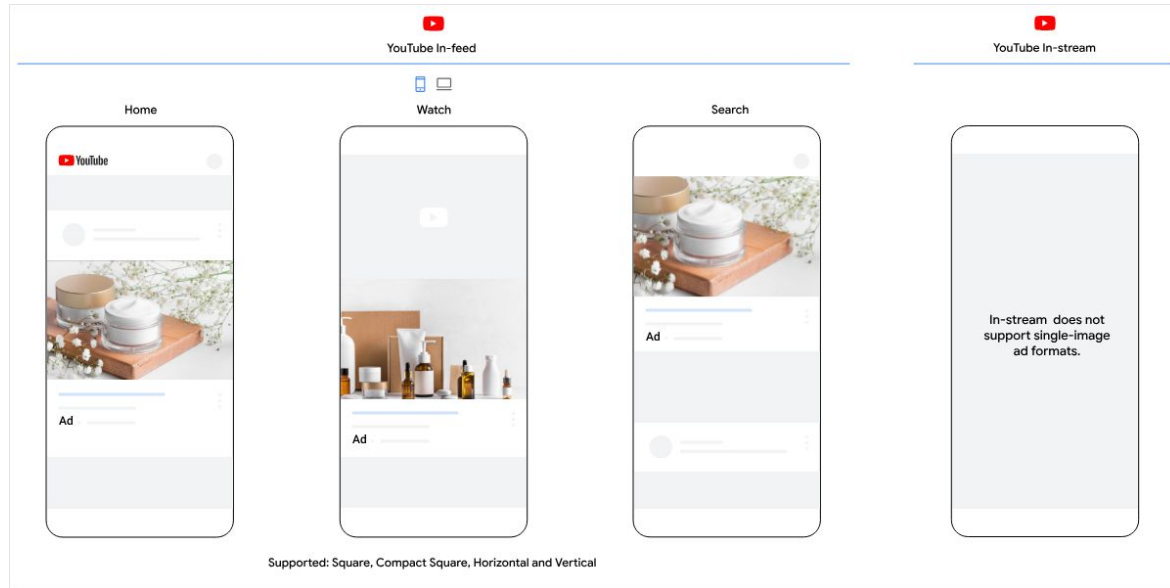 YouTube In-feed
YouTube In-stream
Home
Watch
Search
YouTube
Ad
Ad
Ad
In-stream does not
support single-image
ad formats.
Supported: Square, Compact Square, Horizontal and Vertical